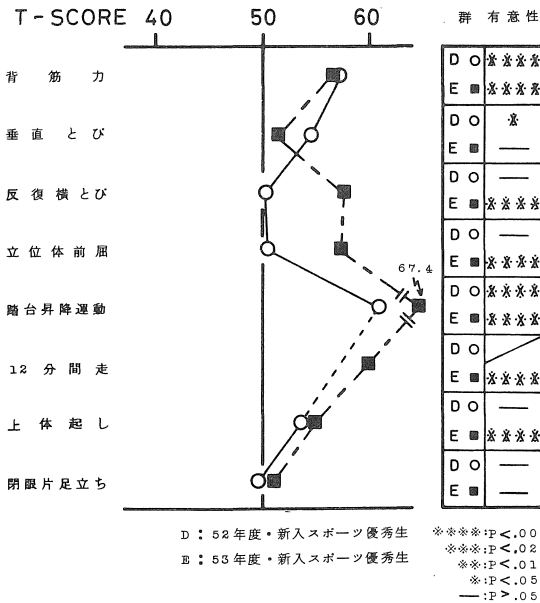 T-SCORE 40 50 60
群 有意性
背筋力
D ○ ※※※※
E ■ ※※※※
垂直とび
D ○ ※
E ■ —
反復横とび
D ○ —
E ■ ※※※※
立位体前屈
D ○ —
E ■ ※※※※
67.4
踏台昇降運動
D ○ ※※※※
E ■ ※※※※
12分間走
D ○
E ■ ※※※※
上体起し
D ○ —
E ■ ※※※※
閉眼片足立ち
D ○ —
E ■ —
D：52年度・新入スポーツ優秀生
E：53年度・新入スポーツ優秀生
※※※※:P<.00
※※※:P<.02
※※:P<.01
※:P<.05
—:P>.05